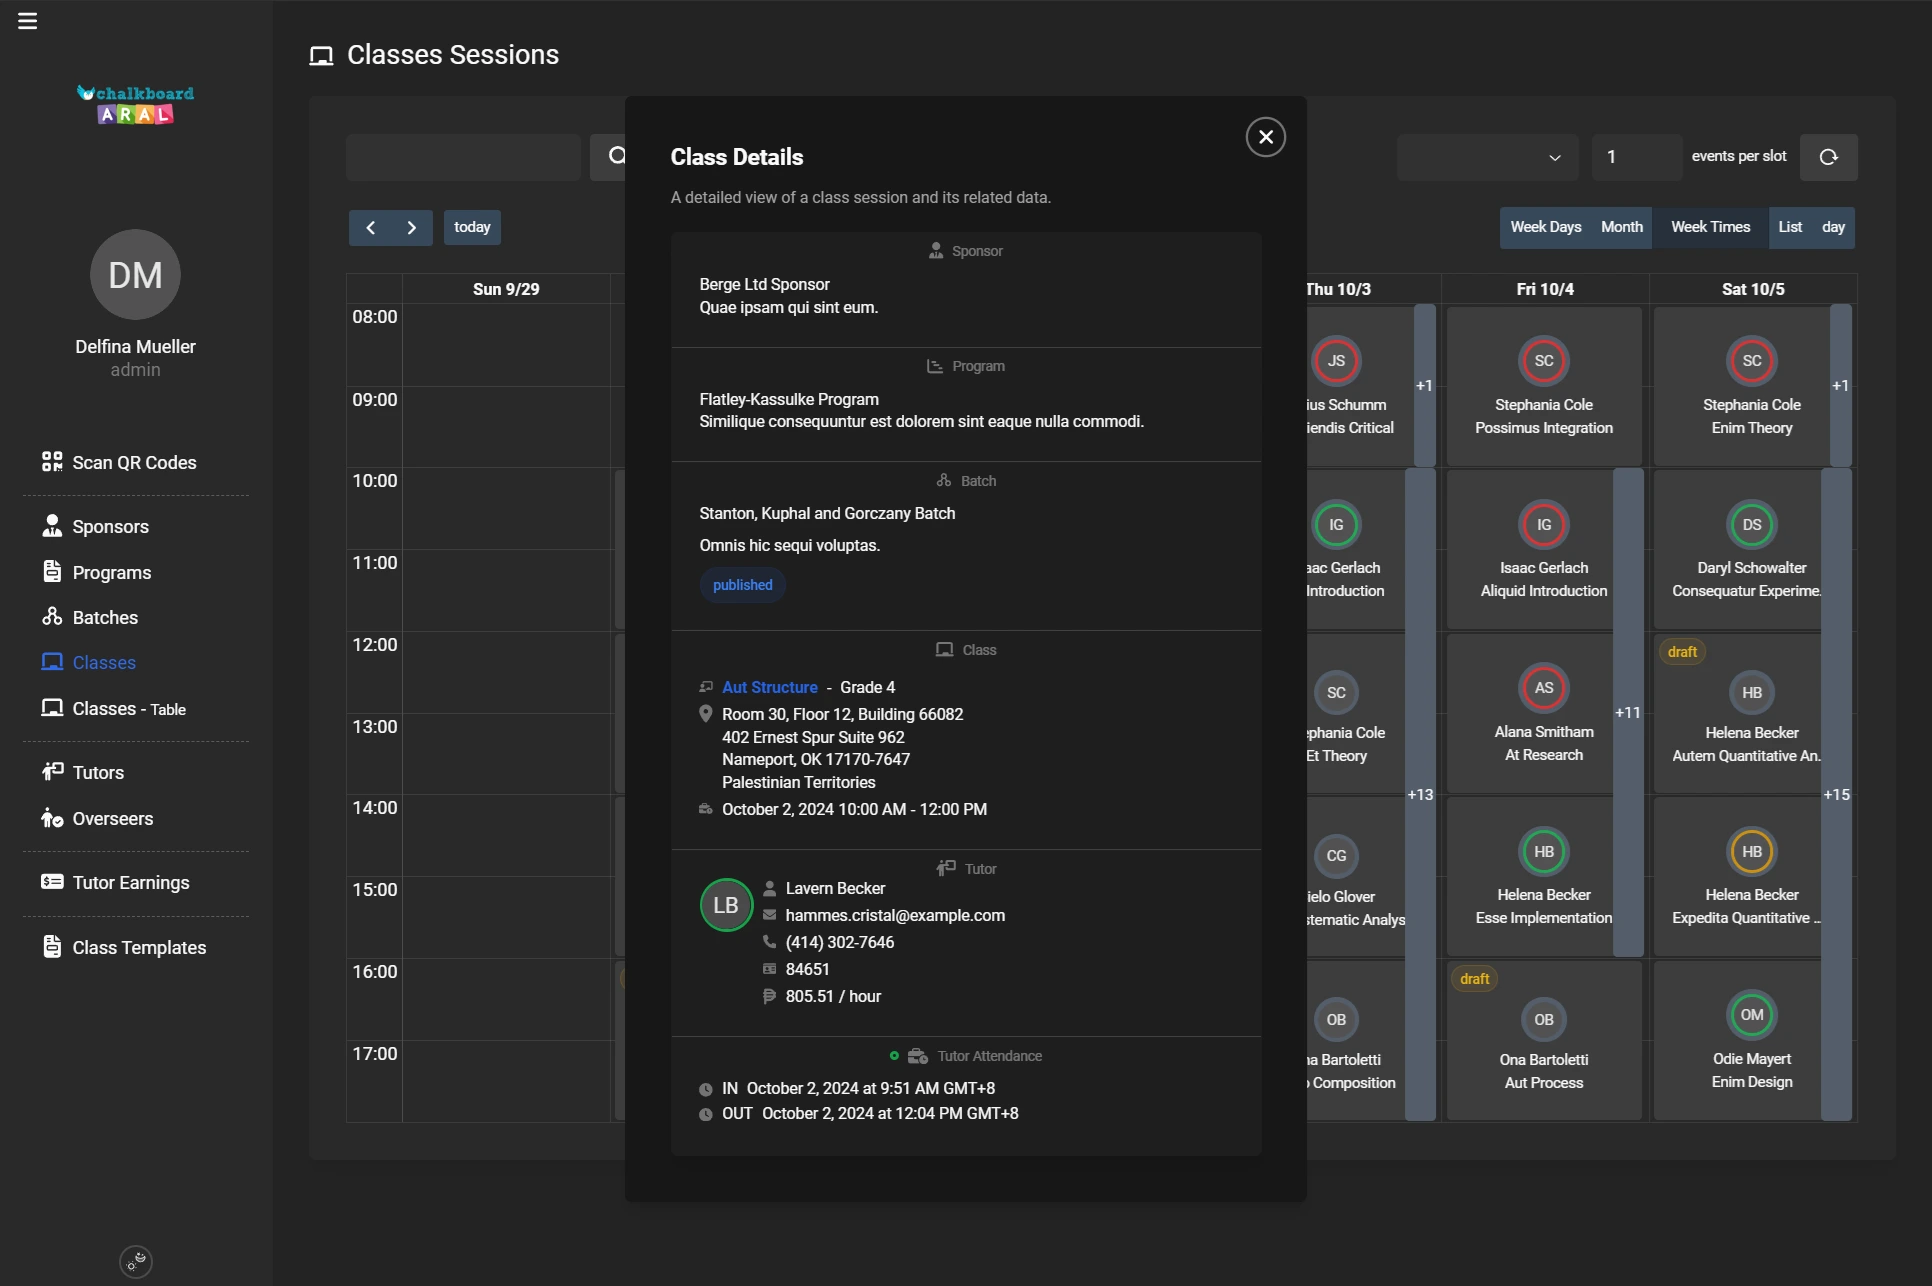 chalkboard
ARAL
DM
Delfina Mueller
admin
Scan QR Codes
Sponsors
Programs
Batches
Classes
Classes - Table
Tutors
Overseers
Tutor Earnings
Class Templates
Classes Sessions
1
events per slot
today
Week Days
Month
Week Times
List
day
Sun 9/29
Thu 10/3
Fri 10/4
Sat 10/5
08:00
09:00
10:00
11:00
12:00
13:00
14:00
15:00
16:00
17:00
Class Details
A detailed view of a class session and its related data.
Sponsor
Berge Ltd Sponsor
Quae ipsam qui sint eum.
Program
Flatley-Kassulke Program
Similique consequuntur est dolorem sint eaque nulla commodi.
Batch
Stanton, Kuphal and Gorczany Batch
Omnis hic sequi voluptas.
published
Class
Aut Structure - Grade 4
Room 30, Floor 12, Building 66082
402 Ernest Spur Suite 962
Nameport, OK 17170-7647
Palestinian Territories
October 2, 2024 10:00 AM - 12:00 PM
Tutor
LB
Lavern Becker
hammes.cristal@example.com
(414) 302-7646
84651
805.51 / hour
Tutor Attendance
IN October 2, 2024 at 9:51 AM GMT+8
OUT October 2, 2024 at 12:04 PM GMT+8
JS
ius Schumm
iendis Critical
+1
IG
aac Gerlach
Introduction
SC
phania Cole
Et Theory
+13
CG
ielo Glover
stematic Analys
OB
na Bartoletti
Composition
SC
Stephania Cole
Possimus Integration
IG
Isaac Gerlach
Aliquid Introduction
AS
Alana Smitham
At Research
+11
HB
Helena Becker
Esse Implementation
draft
OB
Ona Bartoletti
Aut Process
SC
Stephania Cole
Enim Theory
+1
DS
Daryl Schowalter
Consequatur Experime.
draft
HB
Helena Becker
Autem Quantitative An.
+15
HB
Helena Becker
Expedita Quantitative ..
OM
Odie Mayert
Enim Design